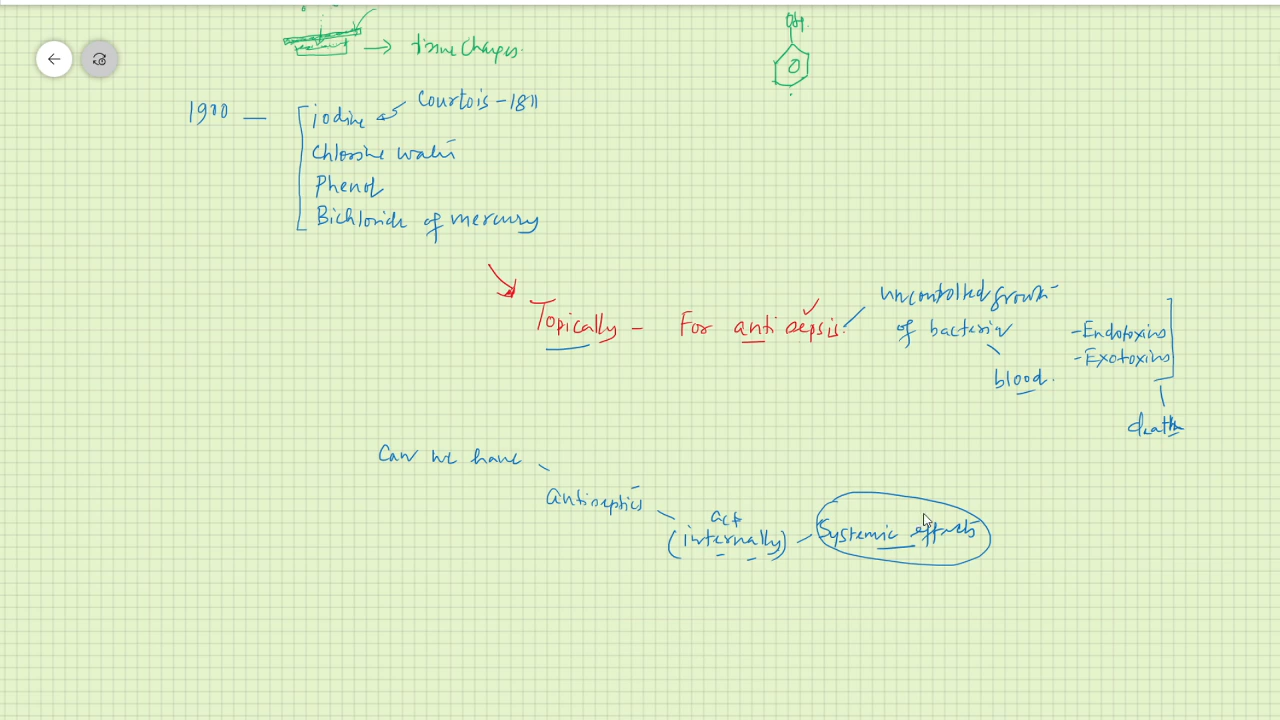 tissue changes.
OH
1900 — iodine Courtois - 1811
Chlorine water
Phenol
Bichloride of mercury
Topically - For antisepsis.
uncontrolled growth
of bacteria
blood.
- Endotoxins
- Exotoxins
death
Can we have
antiseptics
act
(internally)
Systemic effects